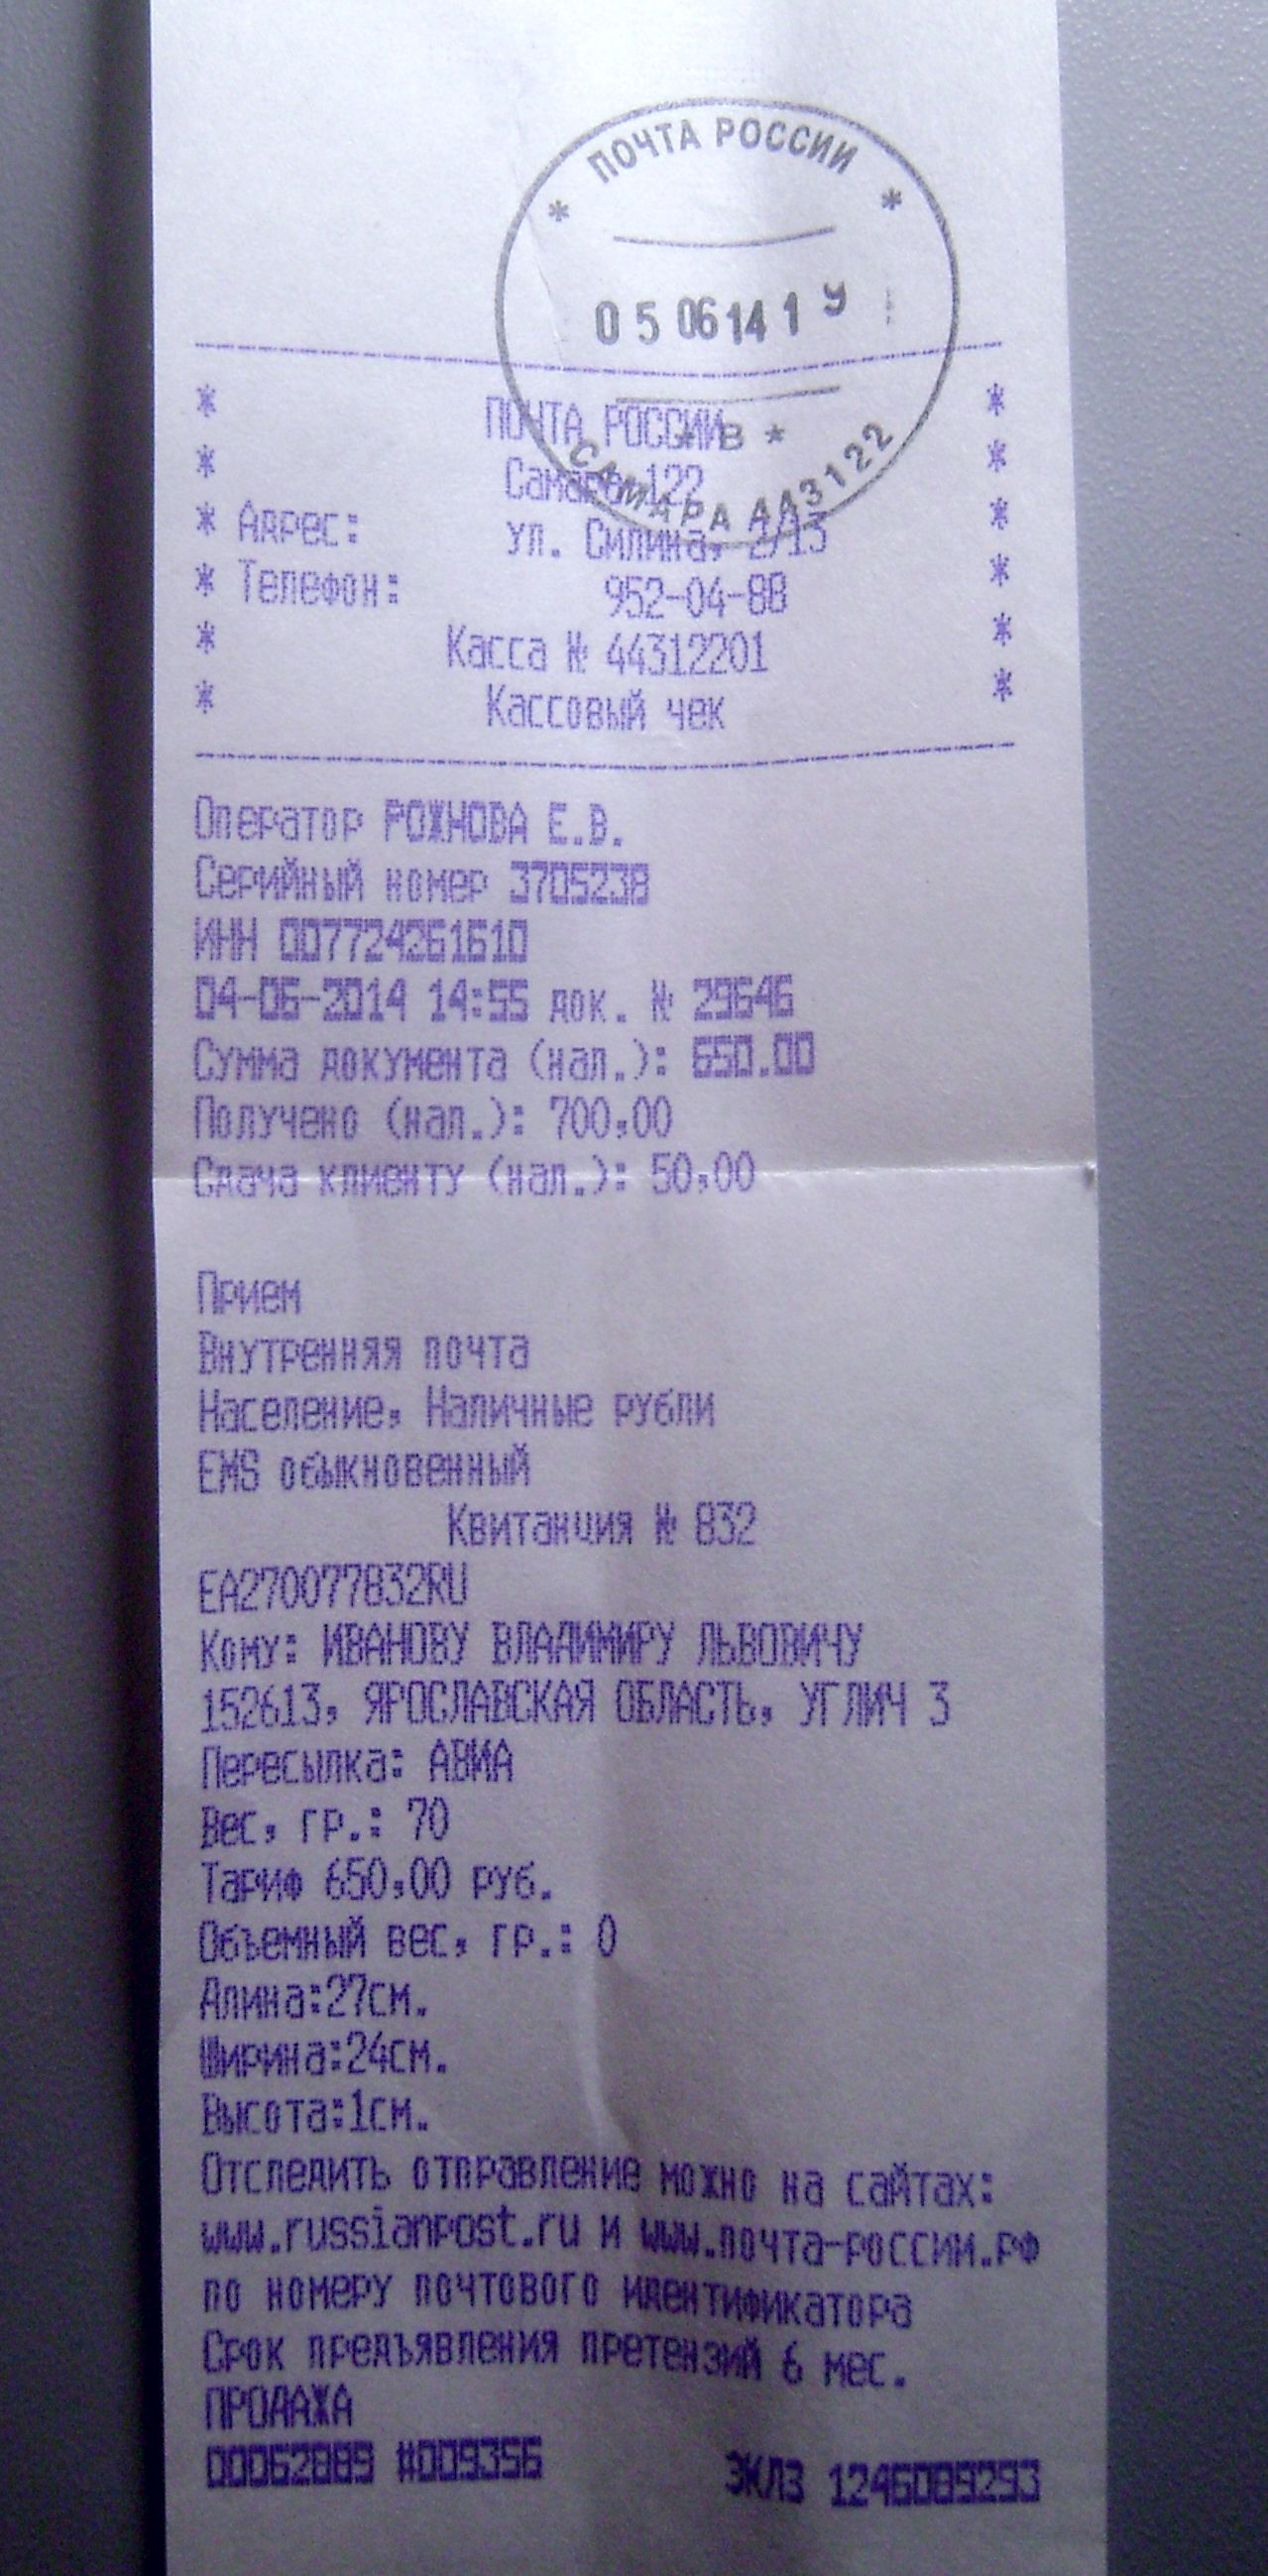 ПОЧТА РОССИИ
* *
05 06 14 1 9
* В *
САМАРА 443122
* ПОЧТА РОССИИ *
* Самара 122 *
* Адрес: ул. Силина, 2/13 *
* Телефон: 952-04-88 *
* Касса № 44312201 *
* Кассовый чек *
Оператор РОЖНОВА Е.В.
Серийный номер 3705238
ИНН 007724261610
04-06-2014 14:55 док. № 29646
Сумма документа (нал.): 650.00
Получено (нал.): 700,00
Сдача клиенту (нал.): 50,00
Прием
Внутренняя почта
Население, Наличные рубли
EMS обыкновенный
Квитанция № 832
EA270077832RU
Кому: ИВАНОВУ ВЛАДИМИРУ ЛЬВОВИЧУ
152613, ЯРОСЛАВСКАЯ ОБЛАСТЬ, УГЛИЧ 3
Пересылка: АВИА
Вес, гр.: 70
Тариф 650,00 руб.
Объемный вес, гр.: 0
Длина:27см.
Ширина:24см.
Высота:1см.
Отследить отправление можно на сайтах:
www.russianpost.ru и www.почта-россии.рф
по номеру почтового идентификатора
Срок предъявления претензий 6 мес.
ПРОДАЖА
00062889 #009356 ЭКЛЗ 1246089293